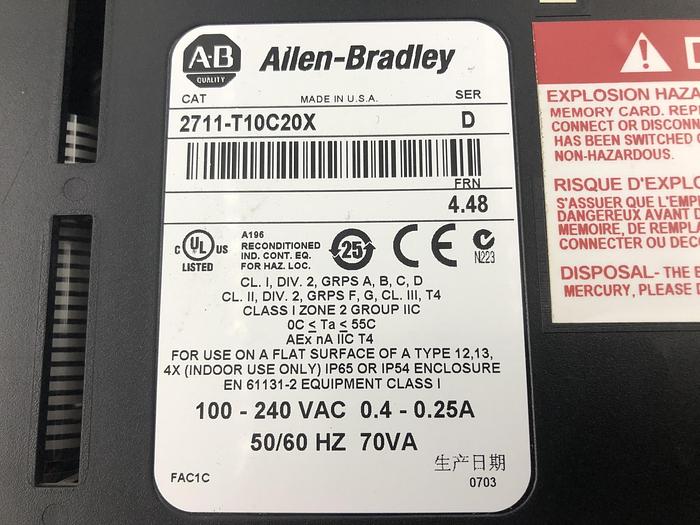 A-B
QUALITY
Allen-Bradley
CAT MADE IN U.S.A. SER
2711-T10C20X D
FRN
4.48
C UL US
LISTED
A196
RECONDITIONED
IND. CONT. EQ.
FOR HAZ. LOC.
25
CE
N223
CL. I, DIV. 2, GRPS A, B, C, D
CL. II, DIV. 2, GRPS F, G, CL. III, T4
CLASS I ZONE 2 GROUP IIC
0C ≤ Ta ≤ 55C
AEx nA IIC T4
FOR USE ON A FLAT SURFACE OF A TYPE 12,13,
4X (INDOOR USE ONLY) IP65 OR IP54 ENCLOSURE
EN 61131-2 EQUIPMENT CLASS I
100 - 240 VAC 0.4 - 0.25A
50/60 HZ 70VA
生产日期
FAC1C 0703
EXPLOSION HAZA
MEMORY CARD. REP
CONNECT OR DISCONN
HAS BEEN SWITCHED O
NON-HAZARDOUS.
RISQUE D'EXPLO
S'ASSUER QUE L'EMP
DANGEREUX AVANT
MEMOIRE, DE REMPLA
CONNECTER OU DECO
DISPOSAL- THE B
MERCURY, PLEASE D